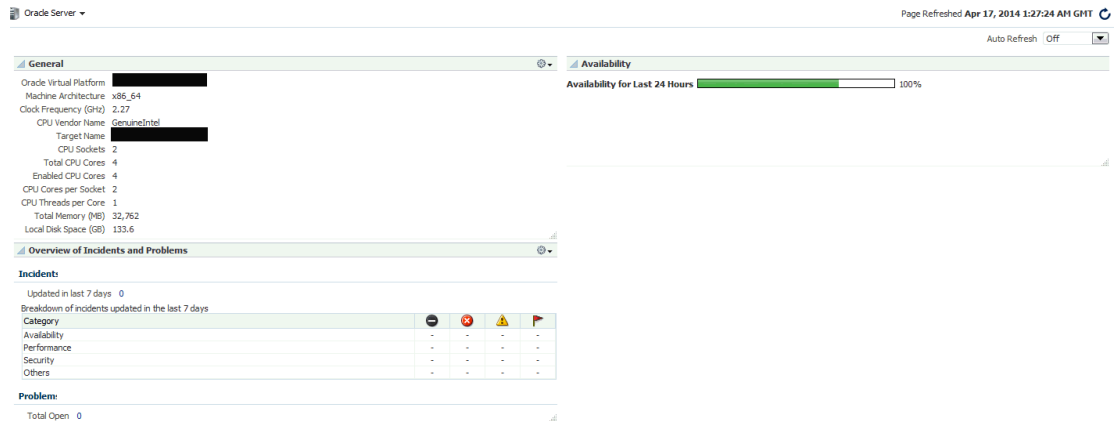 Oracle Server
Page Refreshed Apr 17, 2014 1:27:24 AM GMT
Auto Refresh Off
General
Oracle Virtual Platform
Machine Architecture x86_64
Clock Frequency (GHz) 2.27
CPU Vendor Name GenuineIntel
Target Name
CPU Sockets 2
Total CPU Cores 4
Enabled CPU Cores 4
CPU Cores per Socket 2
CPU Threads per Core 1
Total Memory (MB) 32,762
Local Disk Space (GB) 133.6
Availability
Availability for Last 24 Hours 100%
Overview of Incidents and Problems
Incidents
Updated in last 7 days 0
Breakdown of incidents updated in the last 7 days
Category
Availability - - - -
Performance - - - -
Security - - - -
Others - - - -
Problems
Total Open 0